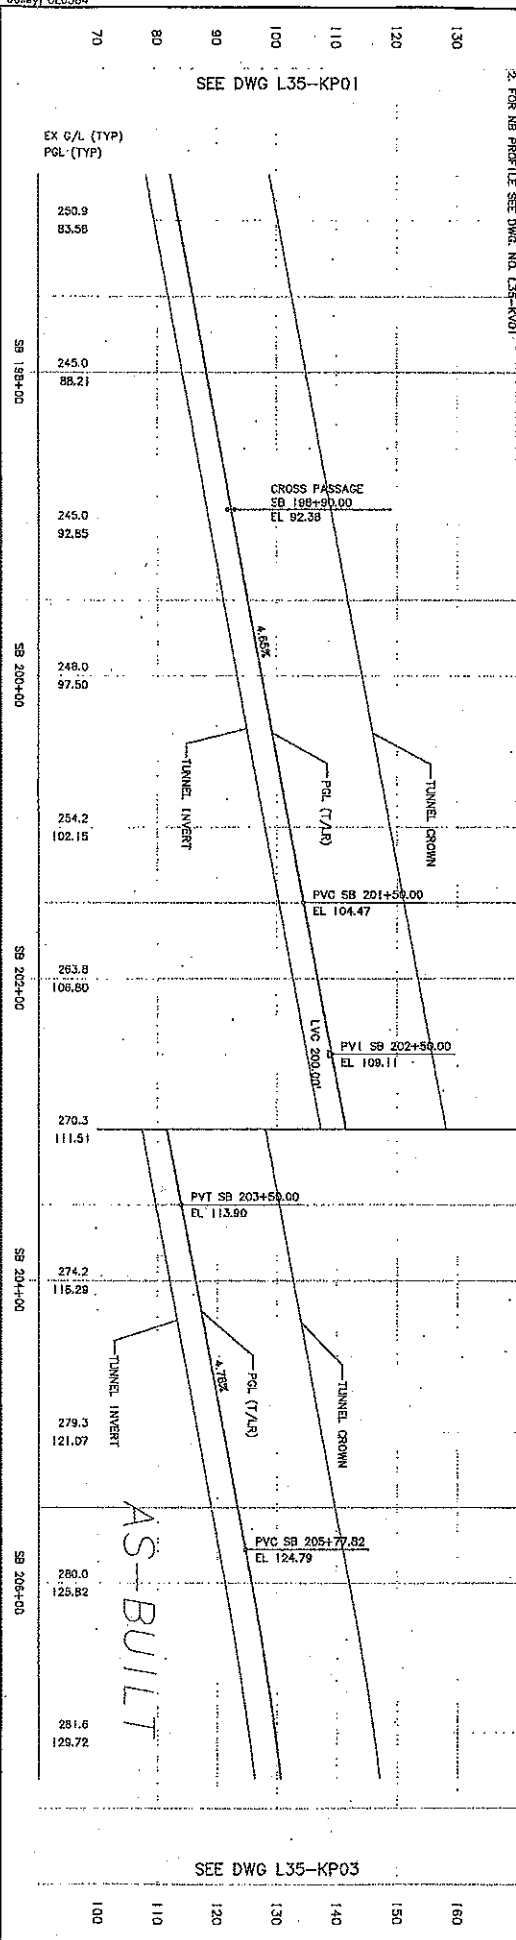 2. FOR NB PROFILE SEE DWG. NO. L35-KV01
70
80
90
100
110
120
130
SEE DWG L35-KP01
EX G/L (TYP)
PGL (TYP)
250.9
83.56
245.0
88.21
SB 198+00
CROSS PASSAGE
SB 198+90.00
EL 92.38
245.0
92.85
4.65%
248.0
97.50
SB 200+00
TUNNEL INVERT
PGL (T/LR)
TUNNEL CROWN
254.2
102.15
PVC SB 201+50.00
EL 104.47
263.8
106.80
SB 202+00
LVC 200.00'
PVI SB 202+50.00
EL 109.11
270.3
111.51
PVT SB 203+50.00
EL 113.90
274.2
116.29
SB 204+00
TUNNEL INVERT
PGL (T/LR)
TUNNEL CROWN
4.78%
279.3
121.07
PVC SB 205+77.82
EL 124.79
280.0
125.82
SB 206+00
AS-BUILT
281.6
129.72
SEE DWG L35-KP03
100
110
120
130
140
150
160